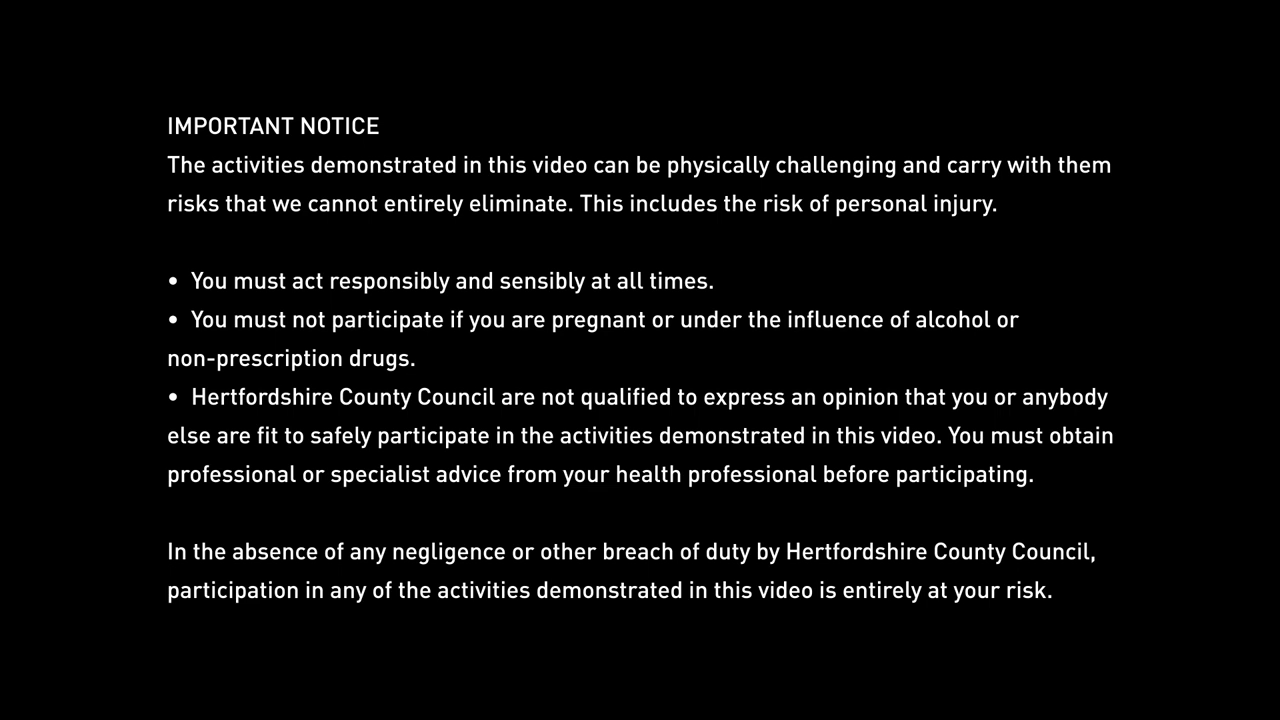 IMPORTANT NOTICE
The activities demonstrated in this video can be physically challenging and carry with them
risks that we cannot entirely eliminate. This includes the risk of personal injury.
• You must act responsibly and sensibly at all times.
• You must not participate if you are pregnant or under the influence of alcohol or
non-prescription drugs.
• Hertfordshire County Council are not qualified to express an opinion that you or anybody
else are fit to safely participate in the activities demonstrated in this video. You must obtain
professional or specialist advice from your health professional before participating.
In the absence of any negligence or other breach of duty by Hertfordshire County Council,
participation in any of the activities demonstrated in this video is entirely at your risk.